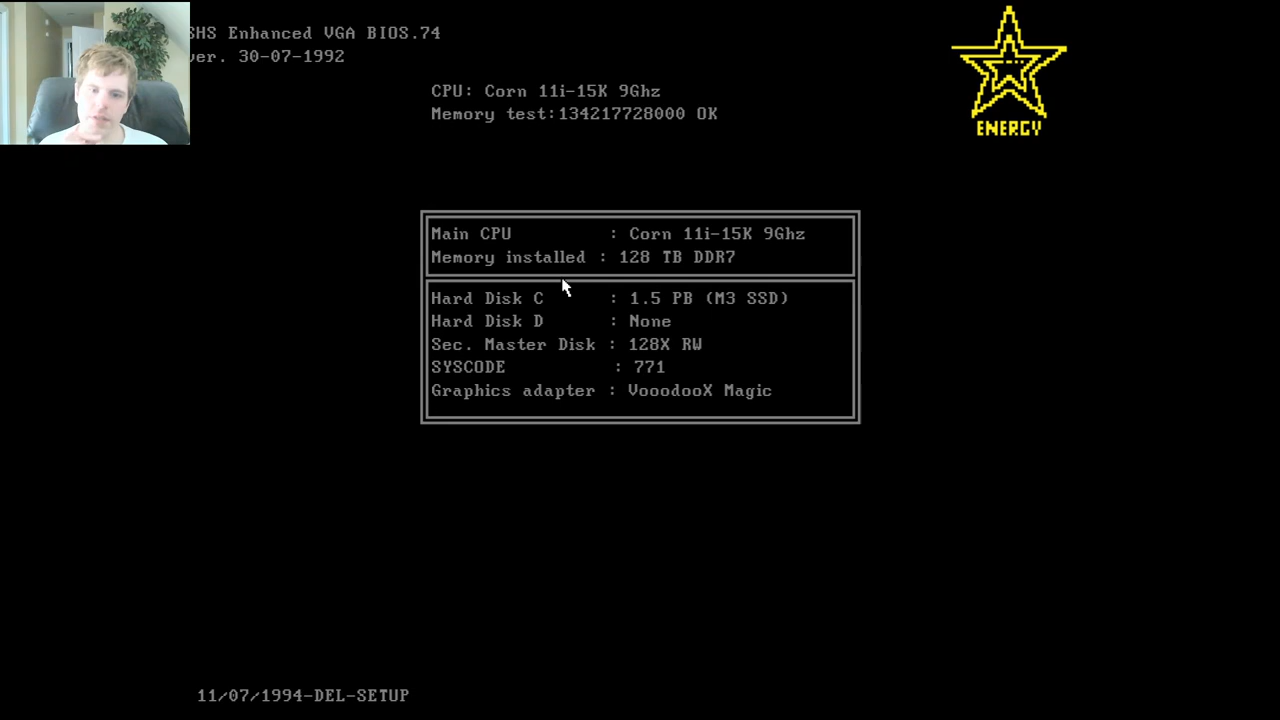 SHS Enhanced VGA BIOS.74
ver. 30-07-1992
ENERGY
CPU: Corn 11i-15K 9Ghz
Memory test:134217728000 OK
Main CPU : Corn 11i-15K 9Ghz
Memory installed : 128 TB DDR7
Hard Disk C : 1.5 PB (M3 SSD)
Hard Disk D : None
Sec. Master Disk : 128X RW
SYSCODE : 771
Graphics adapter : VooodooX Magic
11/07/1994-DEL-SETUP